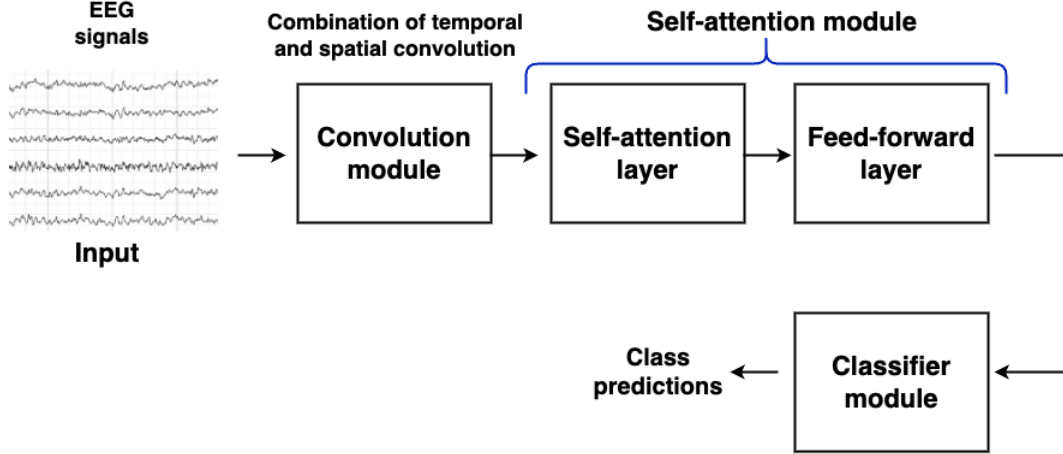 EEG
signals
Input
Combination of temporal
and spatial convolution
Convolution
module
Self-attention module
Self-attention
layer
Feed-forward
layer
Classifier
module
Class
predictions